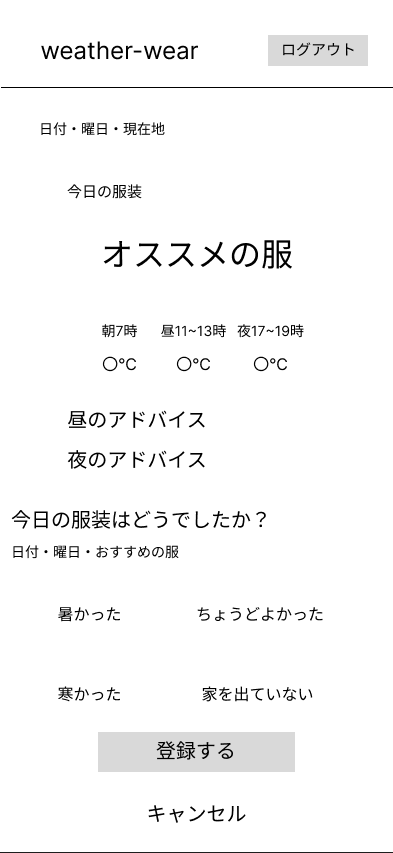 weather-wear ログアウト
日付・曜日・現在地
今日の服装
オススメの服
朝7時 昼11~13時 夜17~19時
〇°C 〇°C 〇°C
昼のアドバイス
夜のアドバイス
今日の服装はどうでしたか？
日付・曜日・おすすめの服
暑かった ちょうどよかった
寒かった 家を出ていない
登録する
キャンセル